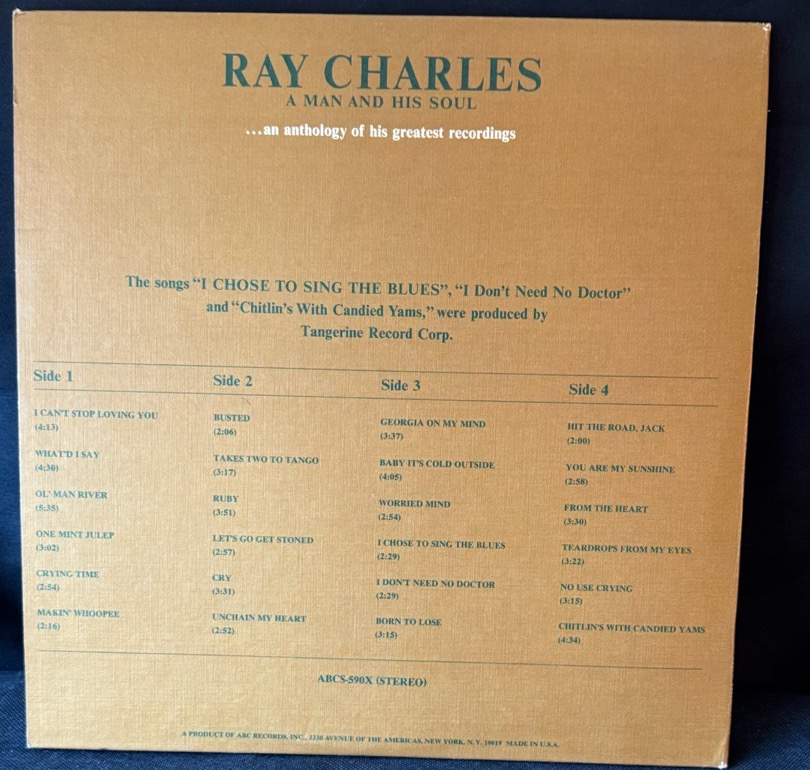 RAY CHARLES
A MAN AND HIS SOUL
...an anthology of his greatest recordings
The songs “I CHOSE TO SING THE BLUES”, “I Don’t Need No Doctor”
and “Chitlin’s With Candied Yams,” were produced by
Tangerine Record Corp.
Side 1
I CAN’T STOP LOVING YOU
(4:13)
WHAT’D I SAY
(4:30)
OL’ MAN RIVER
(5:35)
ONE MINT JULEP
(3:02)
CRYING TIME
(2:54)
MAKIN’ WHOOPEE
(2:16)
Side 2
BUSTED
(2:06)
TAKES TWO TO TANGO
(3:17)
RUBY
(3:51)
LET’S GO GET STONED
(2:57)
CRY
(3:31)
UNCHAIN MY HEART
(2:52)
Side 3
GEORGIA ON MY MIND
(3:37)
BABY IT’S COLD OUTSIDE
(4:05)
WORRIED MIND
(2:54)
I CHOSE TO SING THE BLUES
(2:29)
I DON’T NEED NO DOCTOR
(2:29)
BORN TO LOSE
(3:15)
Side 4
HIT THE ROAD, JACK
(2:00)
YOU ARE MY SUNSHINE
(2:58)
FROM THE HEART
(3:30)
TEARDROPS FROM MY EYES
(3:22)
NO USE CRYING
(3:15)
CHITLIN’S WITH CANDIED YAMS
(4:34)
ABCS-590X (STEREO)
A PRODUCT OF ABC RECORDS, INC., 1330 AVENUE OF THE AMERICAS, NEW YORK, N.Y. 10019 MADE IN U.S.A.